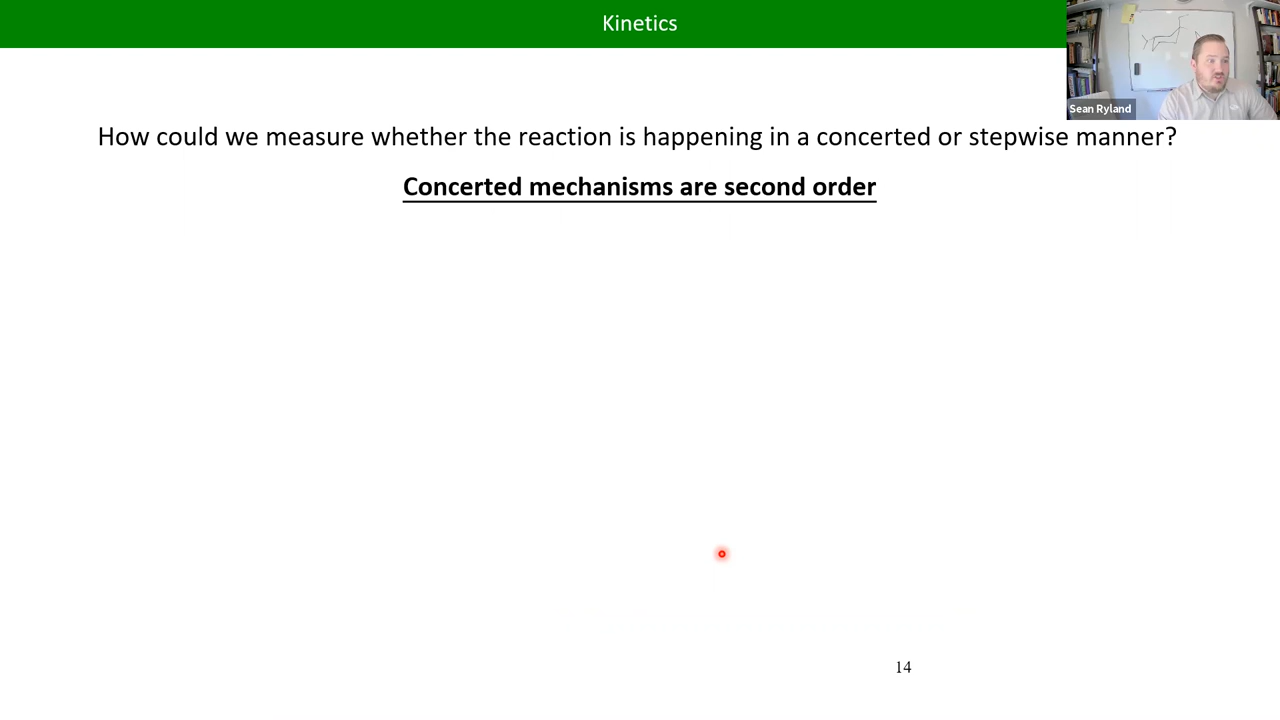 Kinetics
Sean Ryland
How could we measure whether the reaction is happening in a concerted or stepwise manner?
Concerted mechanisms are second order
14